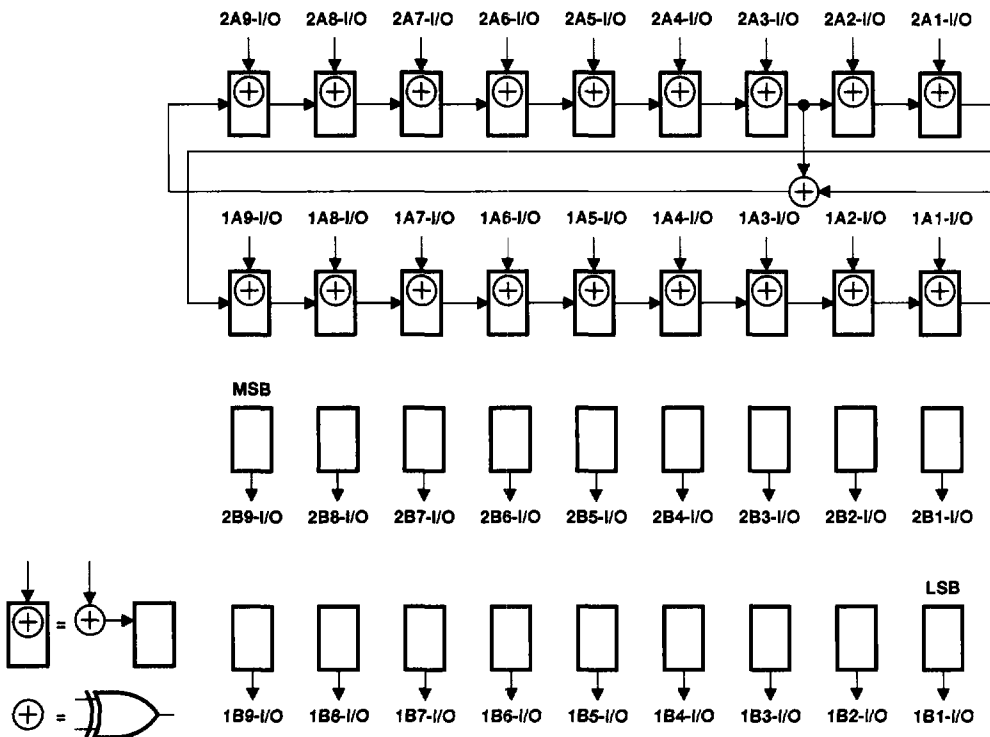 2A9-I/O 2A8-I/O 2A7-I/O 2A6-I/O 2A5-I/O 2A4-I/O 2A3-I/O 2A2-I/O 2A1-I/O
1A9-I/O 1A8-I/O 1A7-I/O 1A6-I/O 1A5-I/O 1A4-I/O 1A3-I/O 1A2-I/O 1A1-I/O
MSB
2B9-I/O 2B8-I/O 2B7-I/O 2B6-I/O 2B5-I/O 2B4-I/O 2B3-I/O 2B2-I/O 2B1-I/O
LSB
=
=
1B9-I/O 1B8-I/O 1B7-I/O 1B6-I/O 1B5-I/O 1B4-I/O 1B3-I/O 1B2-I/O 1B1-I/O